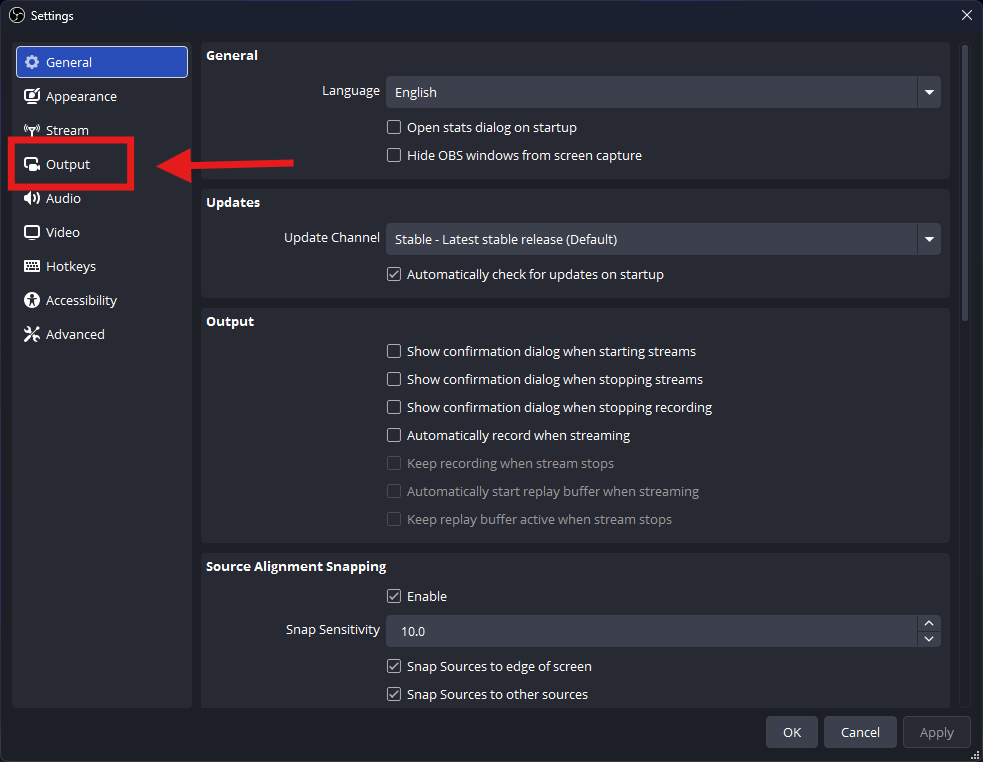 Settings
General
Appearance
Stream
Output
Audio
Video
Hotkeys
Accessibility
Advanced
General
Language English
Open stats dialog on startup
Hide OBS windows from screen capture
Updates
Update Channel Stable - Latest stable release (Default)
Automatically check for updates on startup
Output
Show confirmation dialog when starting streams
Show confirmation dialog when stopping streams
Show confirmation dialog when stopping recording
Automatically record when streaming
Keep recording when stream stops
Automatically start replay buffer when streaming
Keep replay buffer active when stream stops
Source Alignment Snapping
Enable
Snap Sensitivity 10.0
Snap Sources to edge of screen
Snap Sources to other sources
OK Cancel Apply